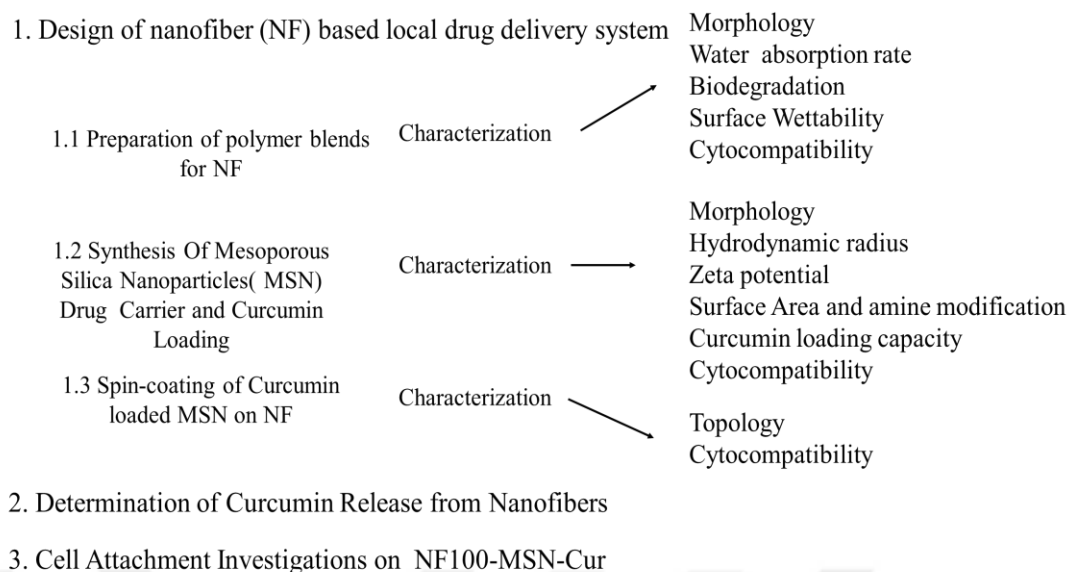 1. Design of nanofiber (NF) based local drug delivery system
1.1 Preparation of polymer blends
for NF
Characterization
Morphology
Water absorption rate
Biodegradation
Surface Wettability
Cytocompatibility
1.2 Synthesis Of Mesoporous
Silica Nanoparticles( MSN)
Drug Carrier and Curcumin
Loading
Characterization
Morphology
Hydrodynamic radius
Zeta potential
Surface Area and amine modification
Curcumin loading capacity
Cytocompatibility
1.3 Spin-coating of Curcumin
loaded MSN on NF
Characterization
Topology
Cytocompatibility
2. Determination of Curcumin Release from Nanofibers
3. Cell Attachment Investigations on NF100-MSN-Cur